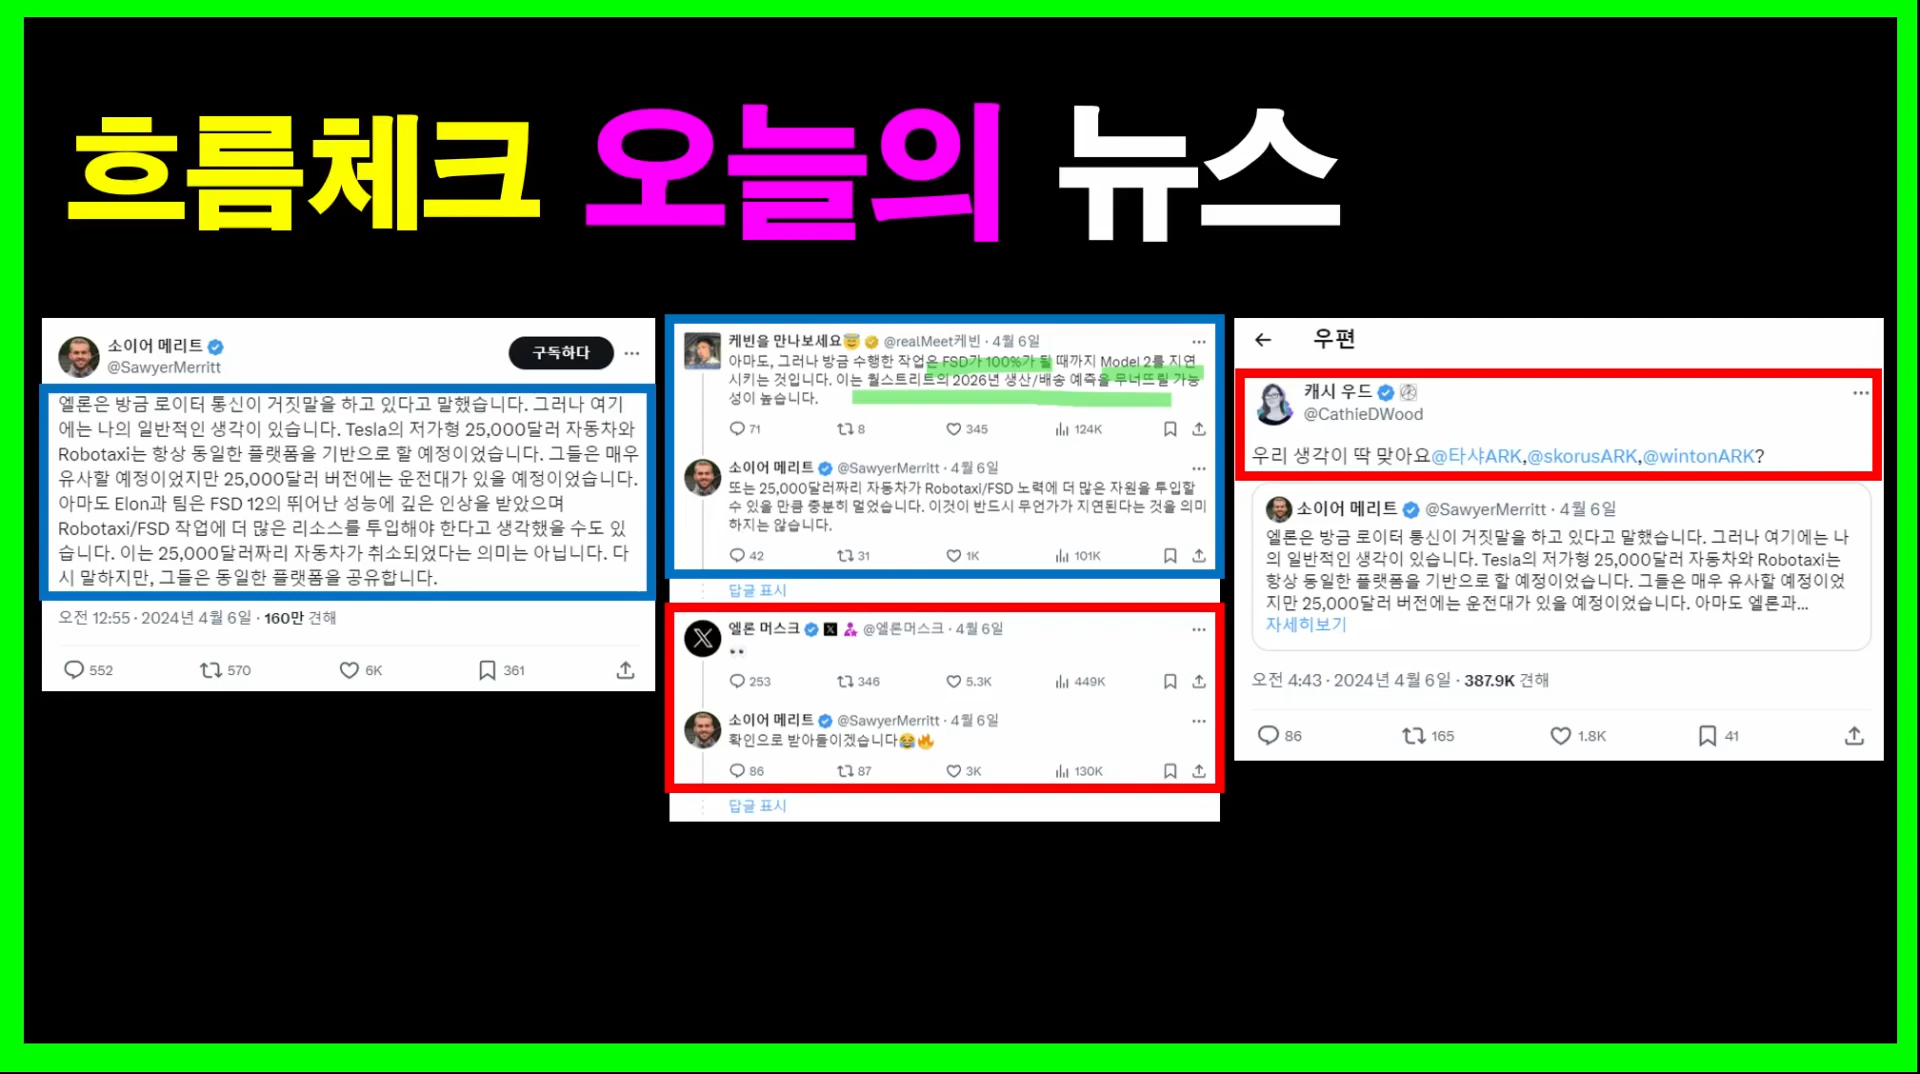 흐름체크 오늘의 뉴스
소이어 메리트
@SawyerMerritt
구독하다
엘론은 방금 로이터 통신이 거짓말을 하고 있다고 말했습니다. 그러나 여기
에는 나의 일반적인 생각이 있습니다. Tesla의 저가형 25,000달러 자동차와
Robotaxi는 항상 동일한 플랫폼을 기반으로 할 예정이었습니다. 그들은 매우
유사할 예정이었지만 25,000달러 버전에는 운전대가 있을 예정이었습니다.
아마도 Elon과 팀은 FSD 12의 뛰어난 성능에 깊은 인상을 받았으며
Robotaxi/FSD 작업에 더 많은 리소스를 투입해야 한다고 생각했을 수도 있
습니다. 이는 25,000달러짜리 자동차가 취소되었다는 의미는 아닙니다. 다
시 말하지만, 그들은 동일한 플랫폼을 공유합니다.
오전 12:55 · 2024년 4월 6일 · 160만 견해
552 570 6K 361
케빈을 만나보세요😇 @realMeet케빈 · 4월 6일
아마도, 그러나 방금 수행한 작업은 FSD가 100%가 될 때까지 Model 2를 지연
시키는 것입니다. 이는 월스트리트의 2026년 생산/배송 예측을 무너뜨릴 가능
성이 높습니다.
71 8 345 124K
소이어 메리트 @SawyerMerritt · 4월 6일
또는 25,000달러짜리 자동차가 Robotaxi/FSD 노력에 더 많은 자원을 투입할
수 있을 만큼 충분히 멀었습니다. 이것이 반드시 무언가가 지연된다는 것을 의미
하지는 않습니다.
42 31 1K 101K
답글 표시
엘론 머스크 @엘론머스크 · 4월 6일
👀
253 346 5.3K 449K
소이어 메리트 @SawyerMerritt · 4월 6일
확인으로 받아들이겠습니다😂🔥
86 87 3K 130K
답글 표시
← 우편
캐시 우드
@CathieDWood
우리 생각이 딱 맞아요@타샤ARK,@skorusARK,@wintonARK?
소이어 메리트 @SawyerMerritt · 4월 6일
엘론은 방금 로이터 통신이 거짓말을 하고 있다고 말했습니다. 그러나 여기에는 나
의 일반적인 생각이 있습니다. Tesla의 저가형 25,000달러 자동차와 Robotaxi는
항상 동일한 플랫폼을 기반으로 할 예정이었습니다. 그들은 매우 유사할 예정이었
지만 25,000달러 버전에는 운전대가 있을 예정이었습니다. 아마도 엘론과...
자세히보기
오전 4:43 · 2024년 4월 6일 · 387.9K 견해
86 165 1.8K 41